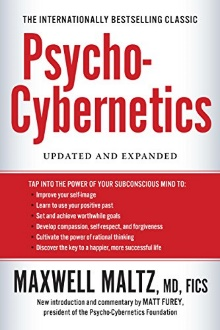 THE INTERNATIONALLY BESTSELLING CLASSIC
Psycho-
Cybernetics
UPDATED AND EXPANDED
TAP INTO THE POWER OF YOUR SUBCONSCIOUS MIND TO:
• Improve your self-image
• Learn to use your positive past
• Set and achieve worthwhile goals
• Develop compassion, self-respect, and forgiveness
• Cultivate the power of rational thinking
• Discover the key to a happier, more successful life
MAXWELL MALTZ, MD, FICS
New introduction and commentary by MATT FUREY,
president of the Psycho-Cybernetics Foundation